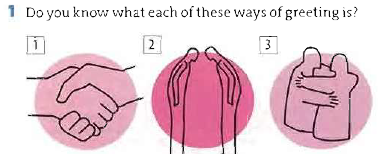 1 Do you know what each of these ways of greeting is?
1 2 3